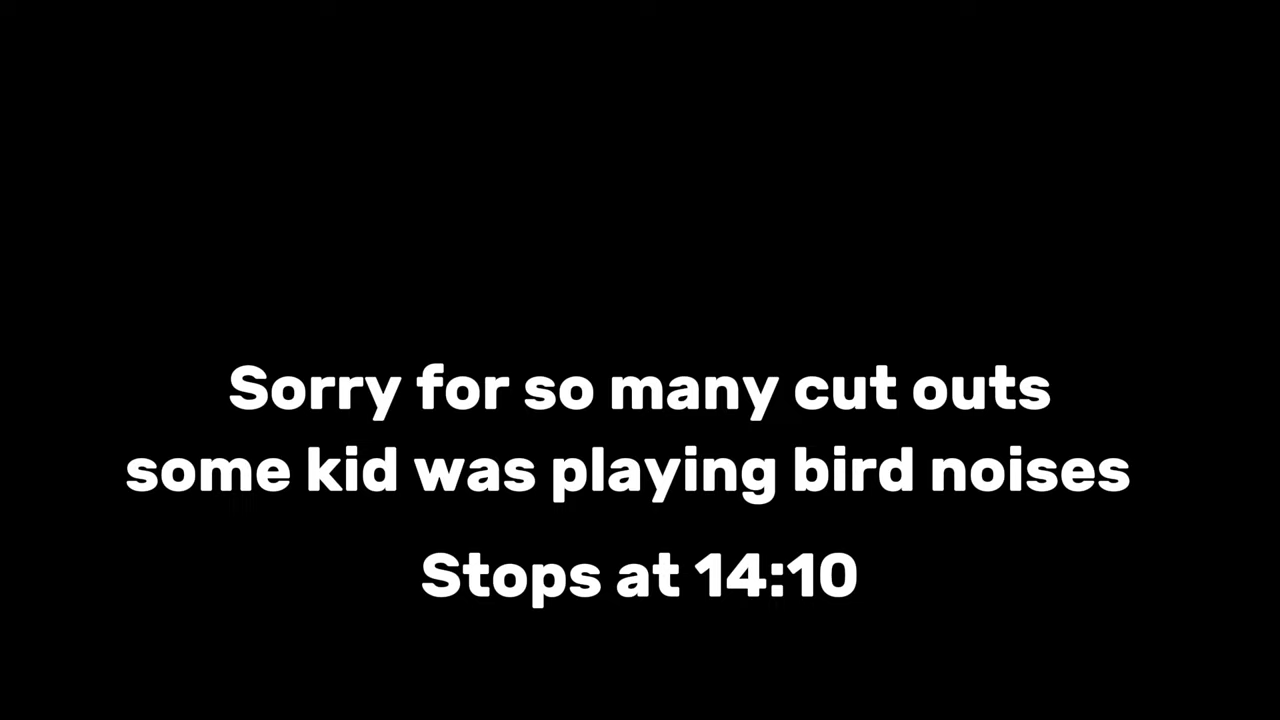 Sorry for so many cut outs
some kid was playing bird noises
Stops at 14:10